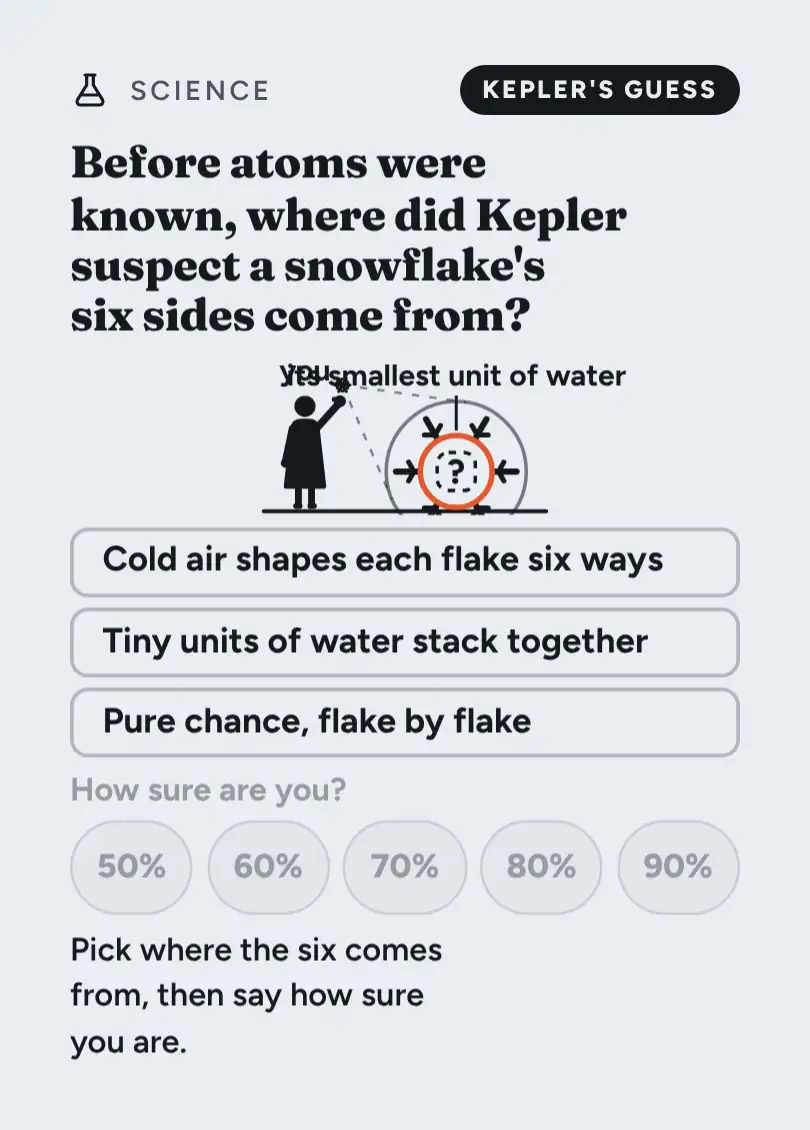 SCIENCE
KEPLER'S GUESS
Before atoms were
known, where did Kepler
suspect a snowflake's
six sides come from?
you
its smallest unit of water
?
Cold air shapes each flake six ways
Tiny units of water stack together
Pure chance, flake by flake
How sure are you?
50% 60% 70% 80% 90%
Pick where the six comes
from, then say how sure
you are.